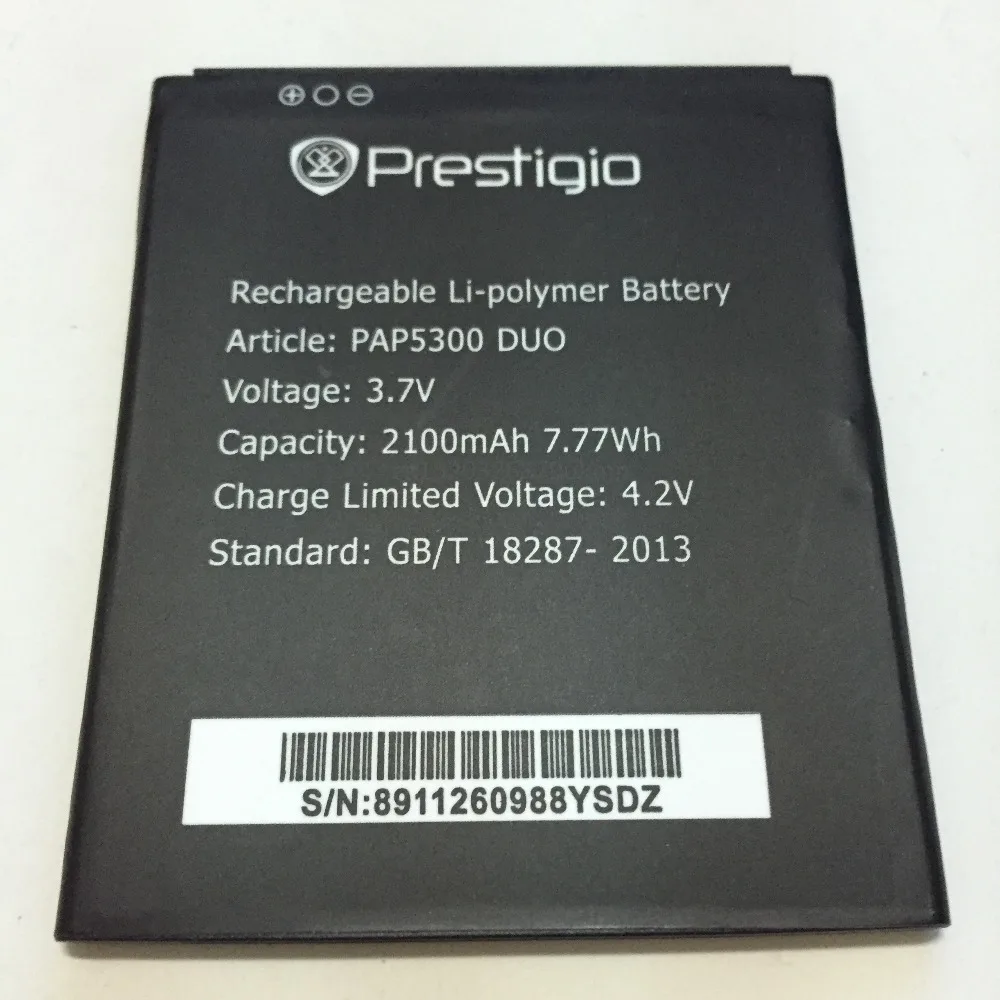 Prestigio
Rechargeable Li-polymer Battery
Article: PAP5300 DUO
Voltage: 3.7V
Capacity: 2100mAh 7.77Wh
Charge Limited Voltage: 4.2V
Standard: GB/T 18287- 2013
S/N:8911260988YSDZ